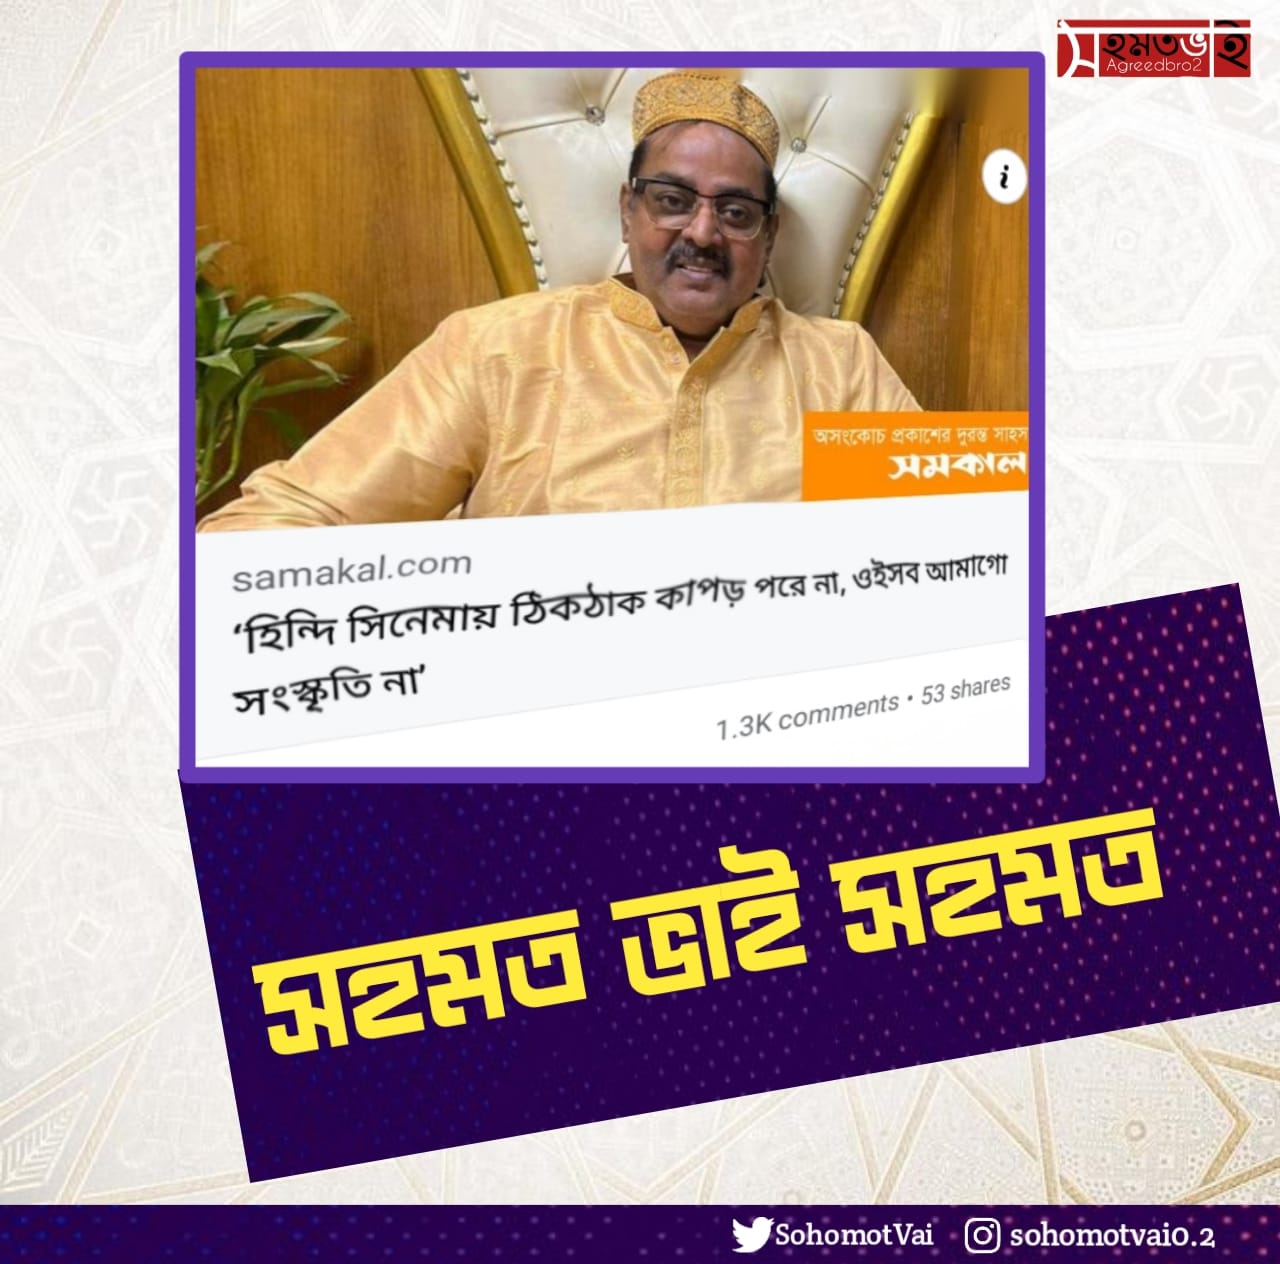 সহমতভাই
Agreedbro2
i
অসংকোচ প্রকাশের দুরন্ত সাহস
সমকাল
samakal.com
‘হিন্দি সিনেমায় ঠিকঠাক কাপড় পরে না, ওইসব আমাগো
সংস্কৃতি না’
1.3K comments • 53 shares
সহমত ভাই সহমত
SohomotVai sohomotvai0.2